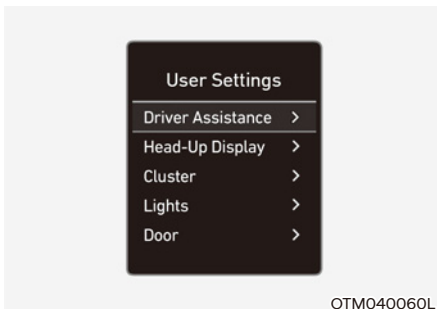 User Settings
Driver Assistance >
Head-Up Display >
Cluster >
Lights >
Door >
OTM040060L